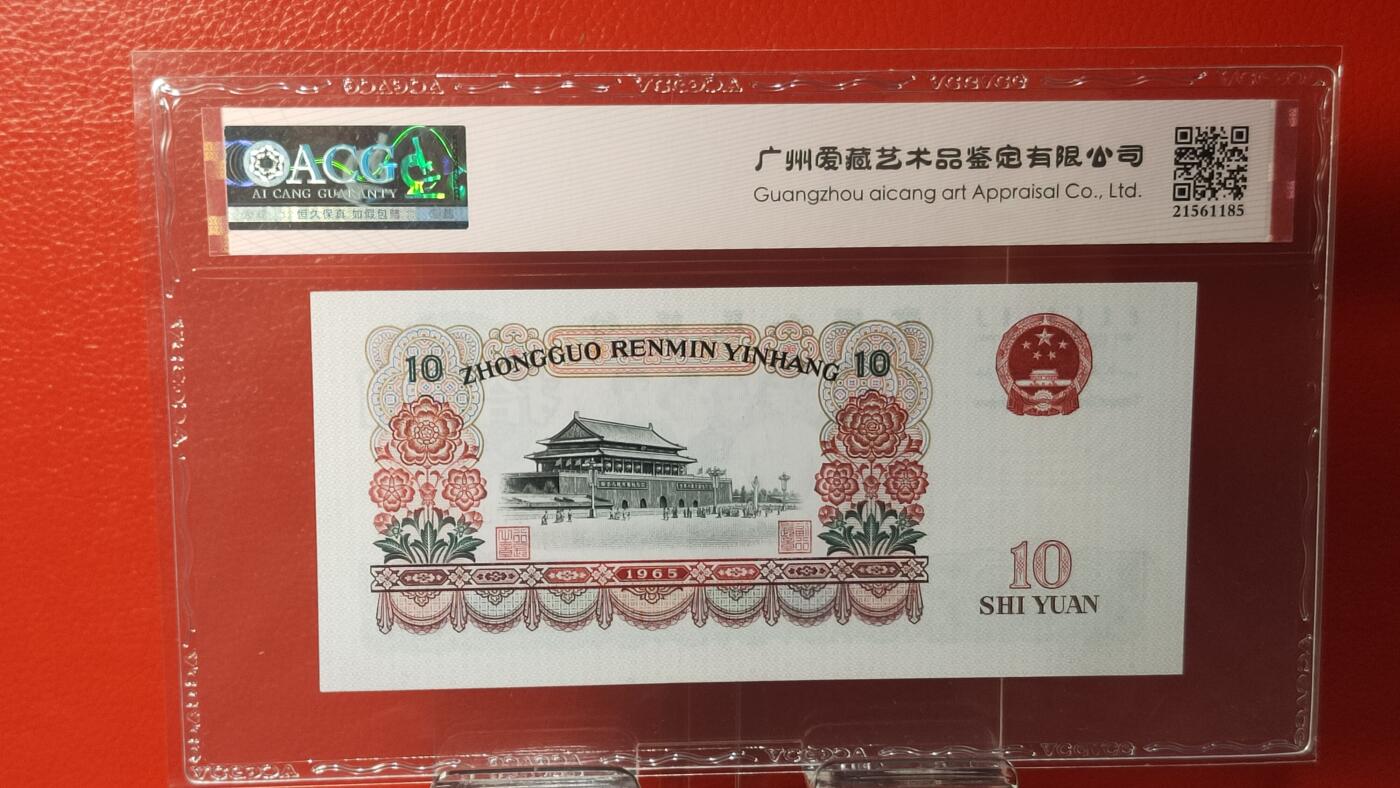 ACG
AI CANG GUARANTY
恒久保真 如假包赔
广州爱藏艺术品鉴定有限公司
Guangzhou aicang art Appraisal Co., Ltd.
21561185
10 ZHONGGUO RENMIN YINHANG 10
1965
10
SHI YUAN